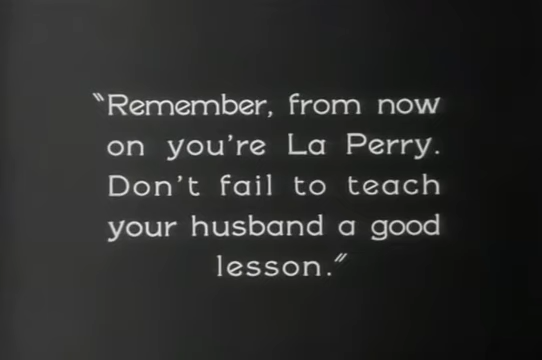 "Remember, from now
on you're La Perry.
Don't fail to teach
your husband a good
lesson."